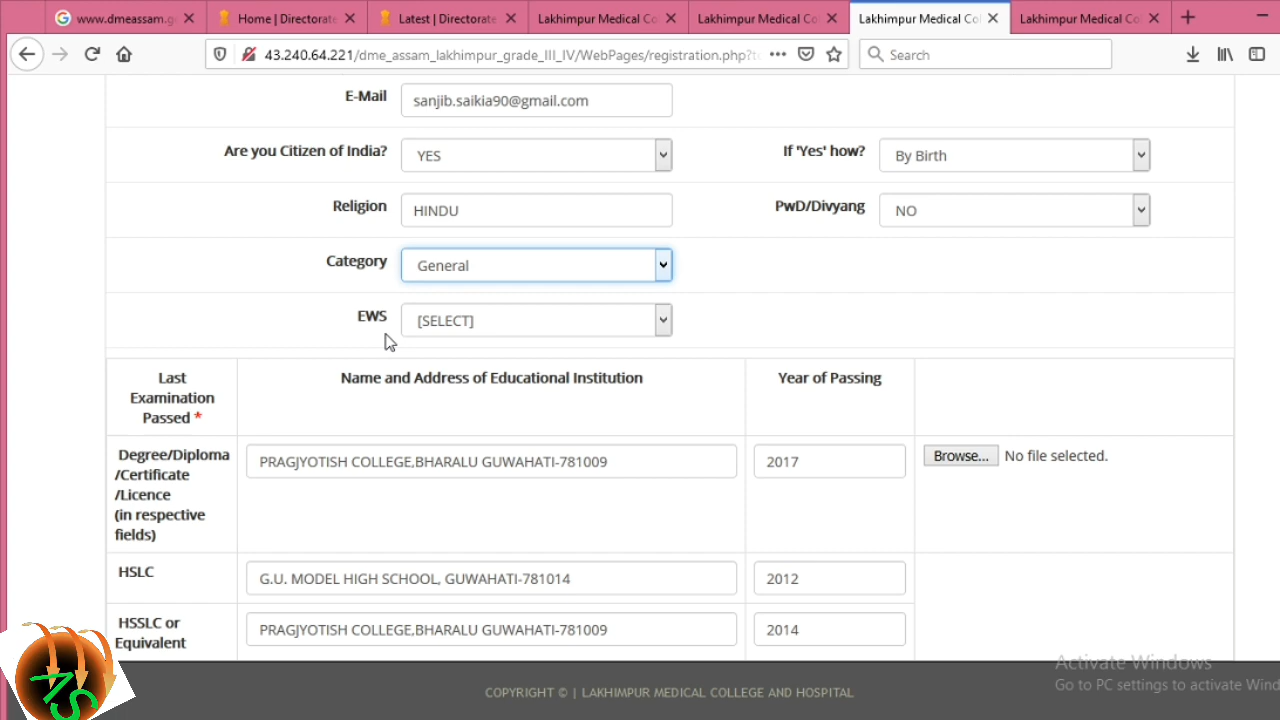 www.dmeassam.g
Home | Directorate
Latest | Directorate
Lakhimpur Medical Co
Lakhimpur Medical Co
Lakhimpur Medical Col
Lakhimpur Medical Co
43.240.64.221/dme_assam_lakhimpur_grade_III_IV/WebPages/registration.php?t
Search
E-Mail
sanjib.saikia90@gmail.com
Are you Citizen of India?
YES
If 'Yes' how?
By Birth
Religion
HINDU
PwD/Divyang
NO
Category
General
EWS
[SELECT]
Last
Examination
Passed *
Name and Address of Educational Institution
Year of Passing
Degree/Diploma
/Certificate
/Licence
(in respective
fields)
PRAGJYOTISH COLLEGE,BHARALU GUWAHATI-781009
2017
Browse... No file selected.
HSLC
G.U. MODEL HIGH SCHOOL, GUWAHATI-781014
2012
HSSLC or
Equivalent
PRAGJYOTISH COLLEGE,BHARALU GUWAHATI-781009
2014
Activate Windows
Go to PC settings to activate Wind
COPYRIGHT © | LAKHIMPUR MEDICAL COLLEGE AND HOSPITAL